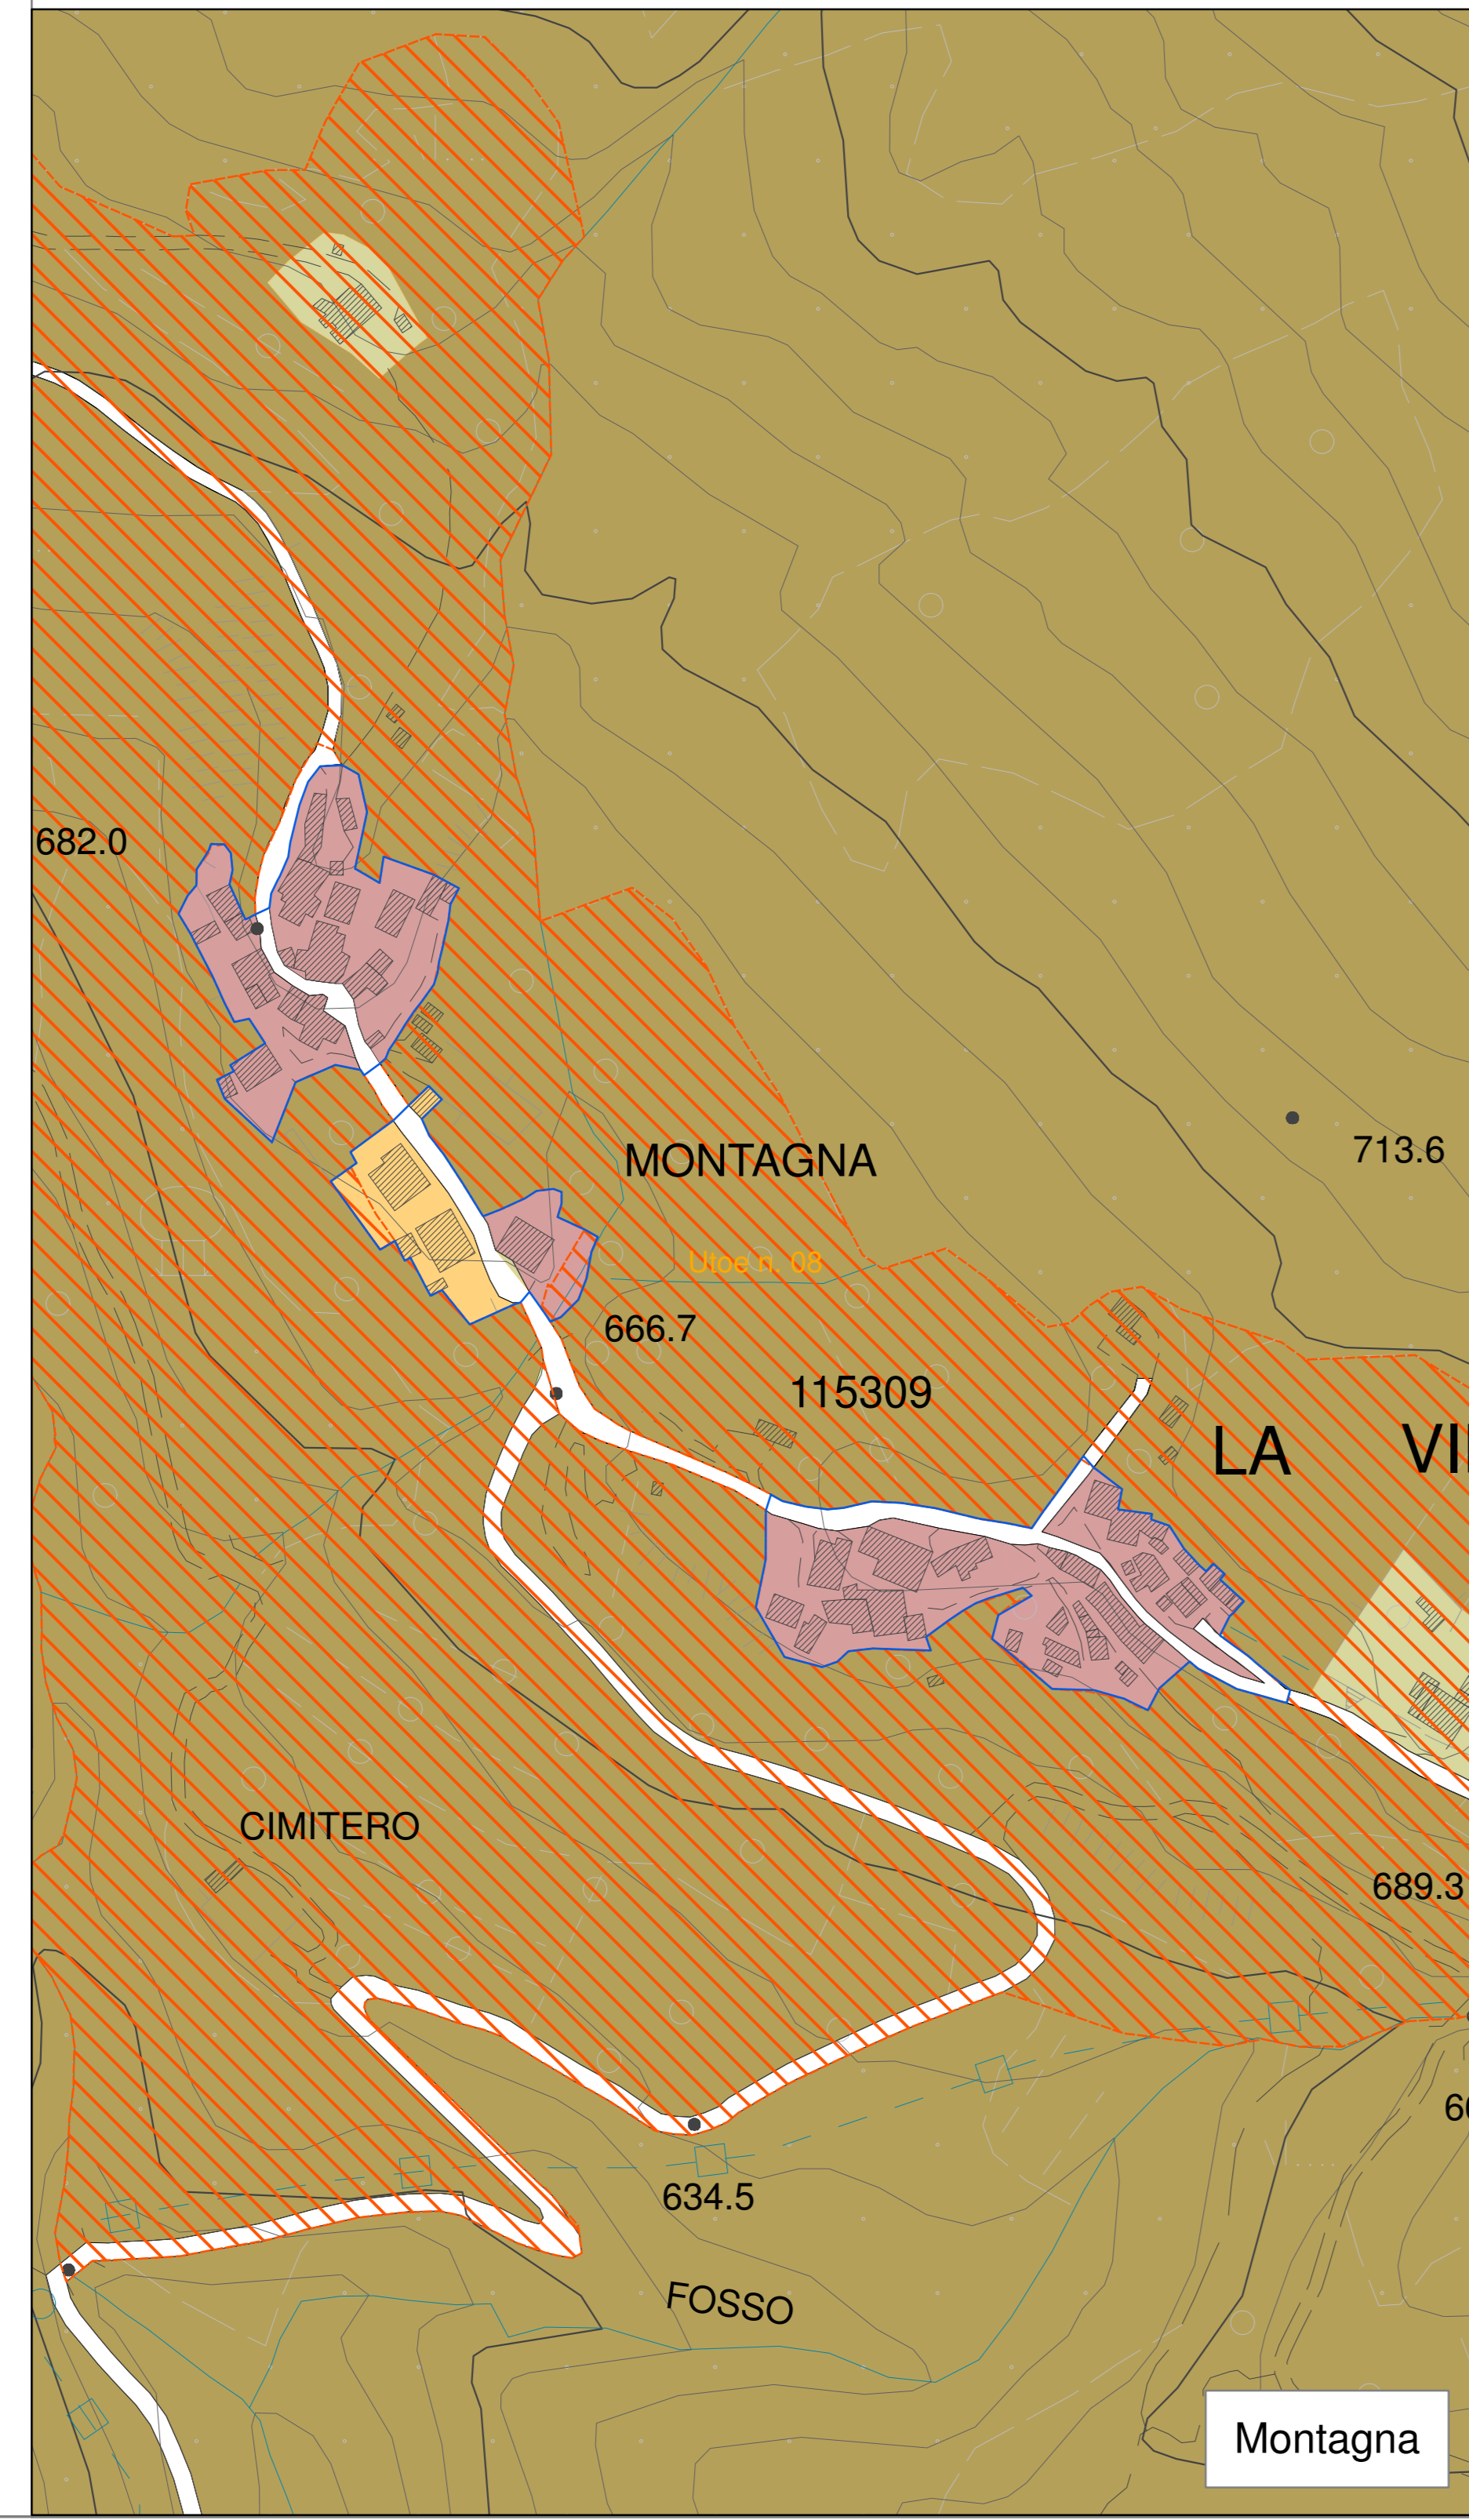 682.0
MONTAGNA
713.6
Utoe n. 08
666.7
115309
LA VI
CIMITERO
689.3
634.5
FOSSO
Montagna